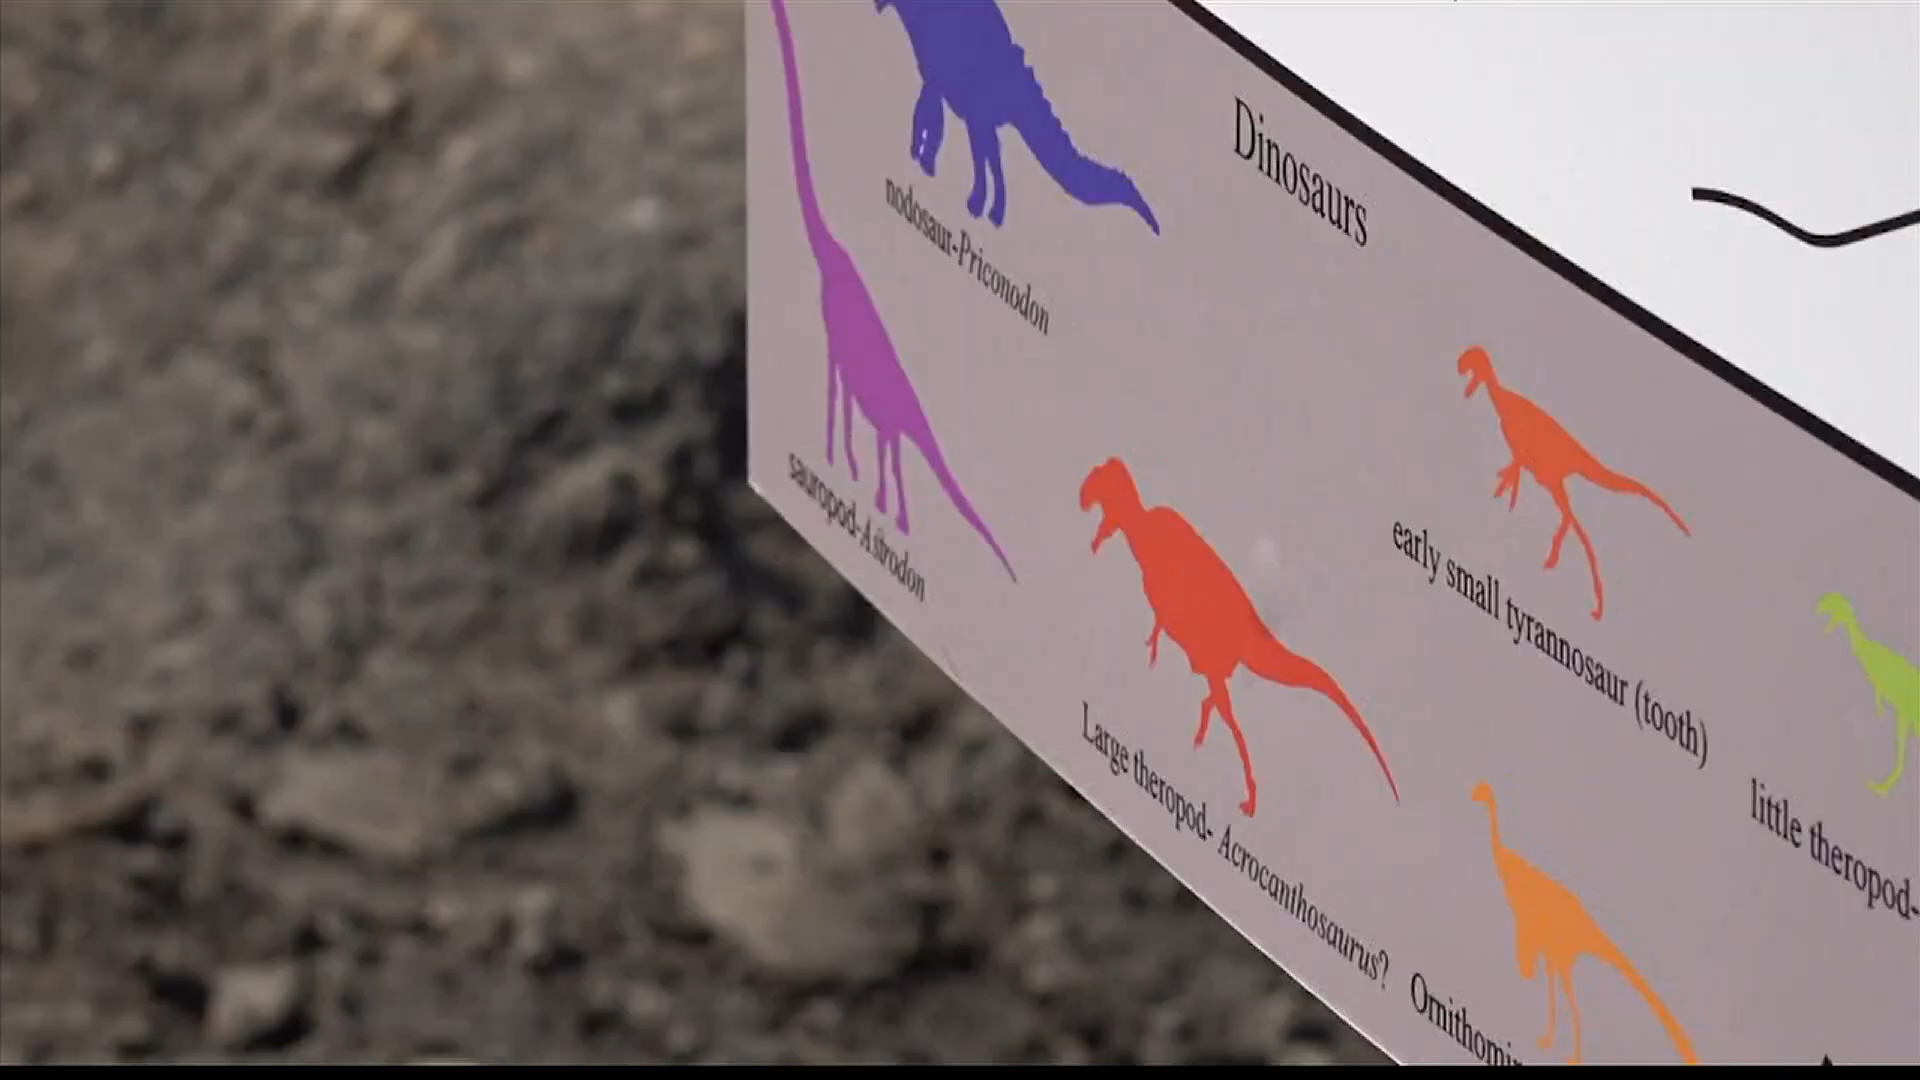 Dinosaurs
nodosaur-Priconodon
sauropod-Astrodon
early small tyrannosaur (tooth)
Large theropod- Acrocanthosaurus?
little theropod-